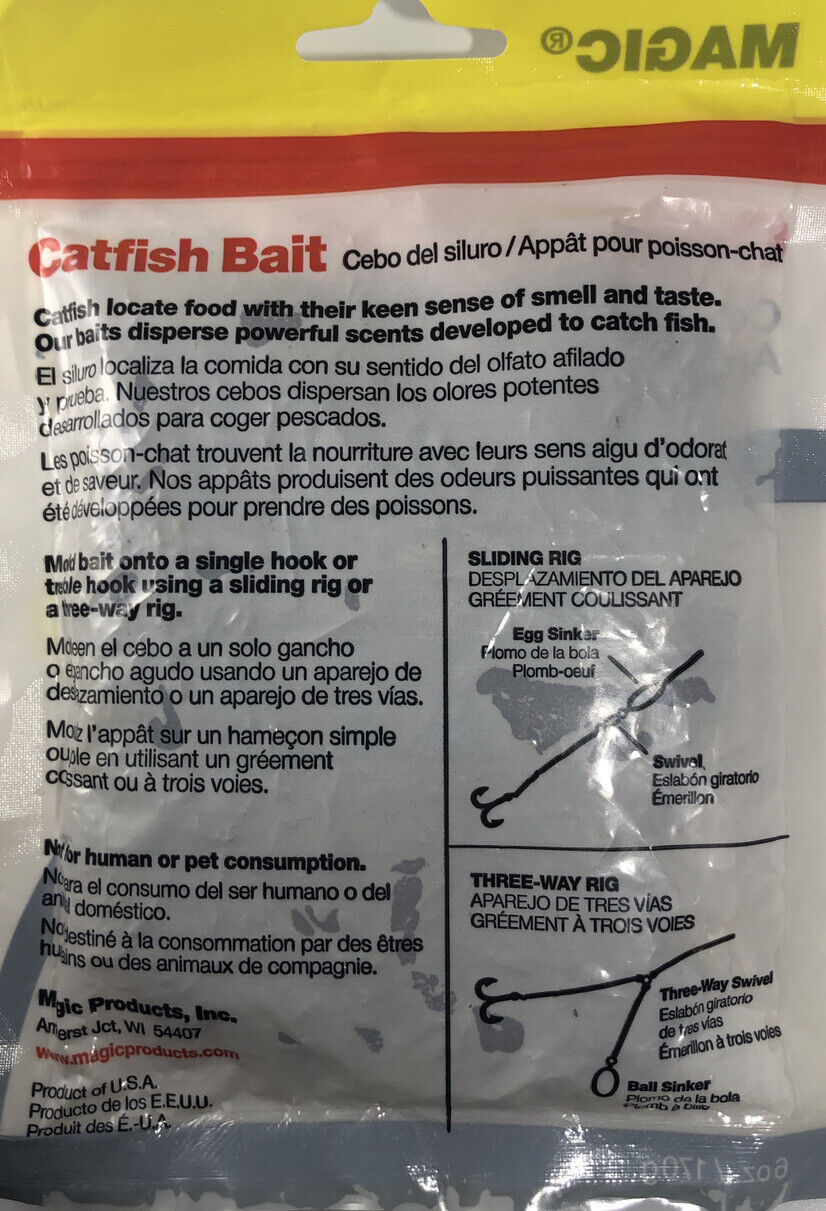 MAGIC®
Catfish Bait Cebo del siluro / Appât pour poisson-chat
Catfish locate food with their keen sense of smell and taste.
Our baits disperse powerful scents developed to catch fish.
El siluro localiza la comida con su sentido del olfato afilado
y prueba. Nuestros cebos dispersan los olores potentes
desarrollados para coger pescados.
Les poisson-chat trouvent la nourriture avec leurs sens aigu d'odorat
et de saveur. Nos appâts produisent des odeurs puissantes qui ont
été développées pour prendre des poissons.
Mold bait onto a single hook or
treble hook using a sliding rig or
a three-way rig.
en el cebo a un solo gancho
o gancho agudo usando un aparejo de
o un aparejo de tres vías.
l'appât sur un hameçon simple
en utilisant un gréement
ou à trois voies.
Not for human or pet consumption.
el consumo del ser humano o del
doméstico.
destiné à la consommation par des êtres
humains ou des animaux de compagnie.
Magic Products, Inc.
Amherst Jct, WI 54407
www.magicproducts.com
Product of U.S.A.
Producto de los E.E.U.U.
Produit des É.-U.A.
SLIDING RIG
DESPLAZAMIENTO DEL APAREJO
GRÉEMENT COULISSANT
Egg Sinker
Plomo de la bola
Plomb-oeuf
Swivel
Eslabón giratorio
Émerillon
THREE-WAY RIG
APAREJO DE TRES VÍAS
GRÉEMENT À TROIS VOIES
Three-Way Swivel
Eslabón giratorio
de tres vías
Émerillon à trois voies
Ball Sinker
Plomo de la bola
6oz / 170g